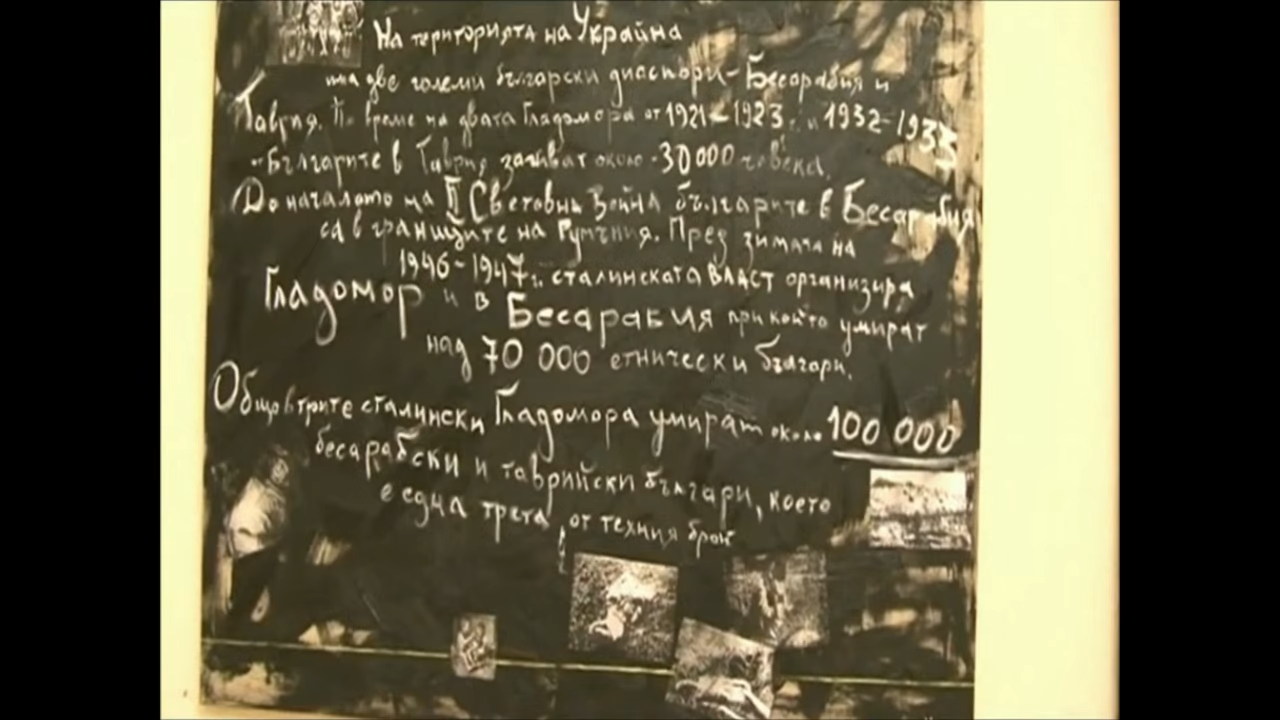 На територията на Украйна
има две големи български диаспори - Бесарабия и
Таврия. По време на двата Гладомора от 1921-1923 г. и 1932-1933
- Българите в Таврия загиват около 30 000 човека.
До началото на II Световна Война българите в Бесарабия
са в границите на Румъния. През зимата на
1946-1947 г. сталинската власт организира
Гладомор и в Бесарабия при който умират
над 70 000 етнически българи.
Общо в трите сталински Гладомора умират около 100 000
бесарабски и таврийски българи, което
е една трета от техния брой